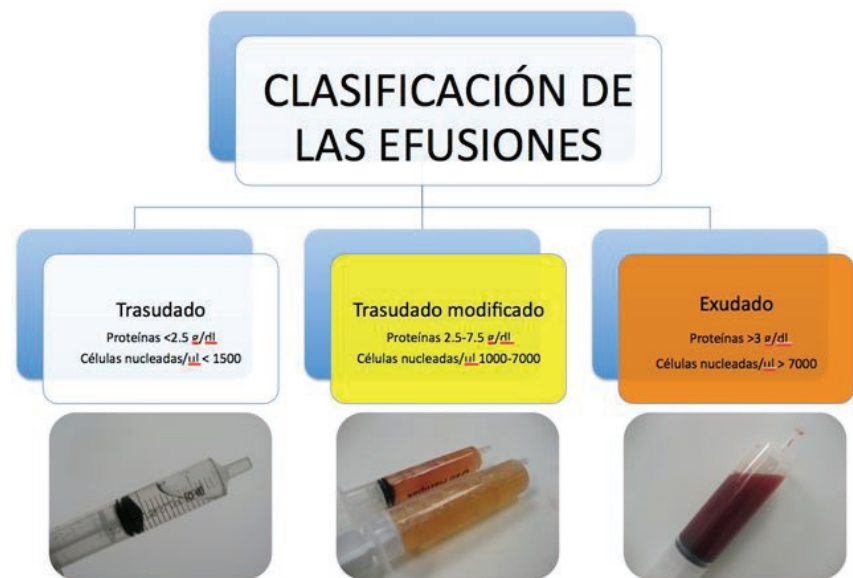 CLASIFICACIÓN DE
LAS EFUSIONES
Trasudado
Proteínas <2.5 g/dl
Células nucleadas/ul < 1500
Trasudado modificado
Proteínas 2.5-7.5 g/dl
Células nucleadas/ul 1000-7000
Exudado
Proteínas >3 g/dl
Células nucleadas/ul > 7000